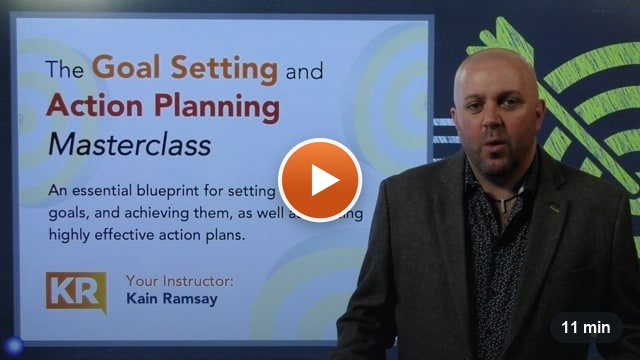 The Goal Setting and
Action Planning
Masterclass
An essential blueprint for setting
goals, and achieving them, as well as
highly effective action plans.
KR
Your Instructor:
Kain Ramsay
11 min